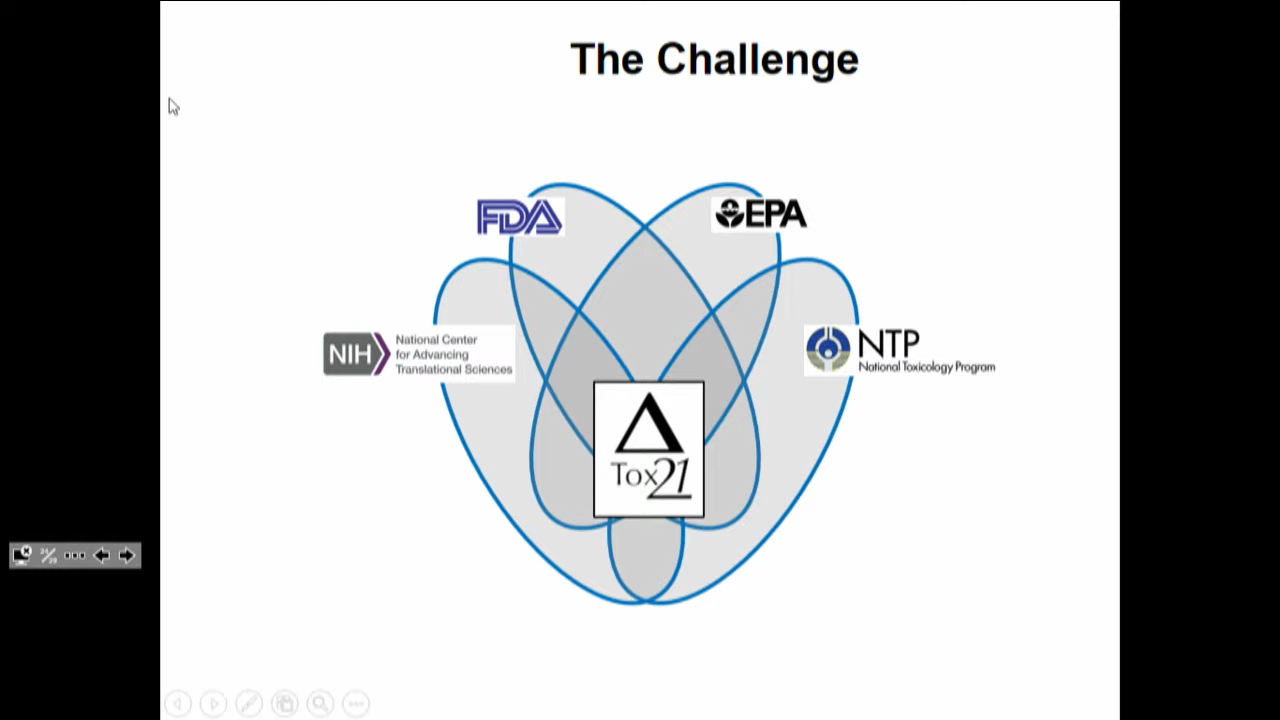 The Challenge
FDA
EPA
NIH
National Center
for Advancing
Translational Sciences
NTP
National Toxicology Program
Tox21